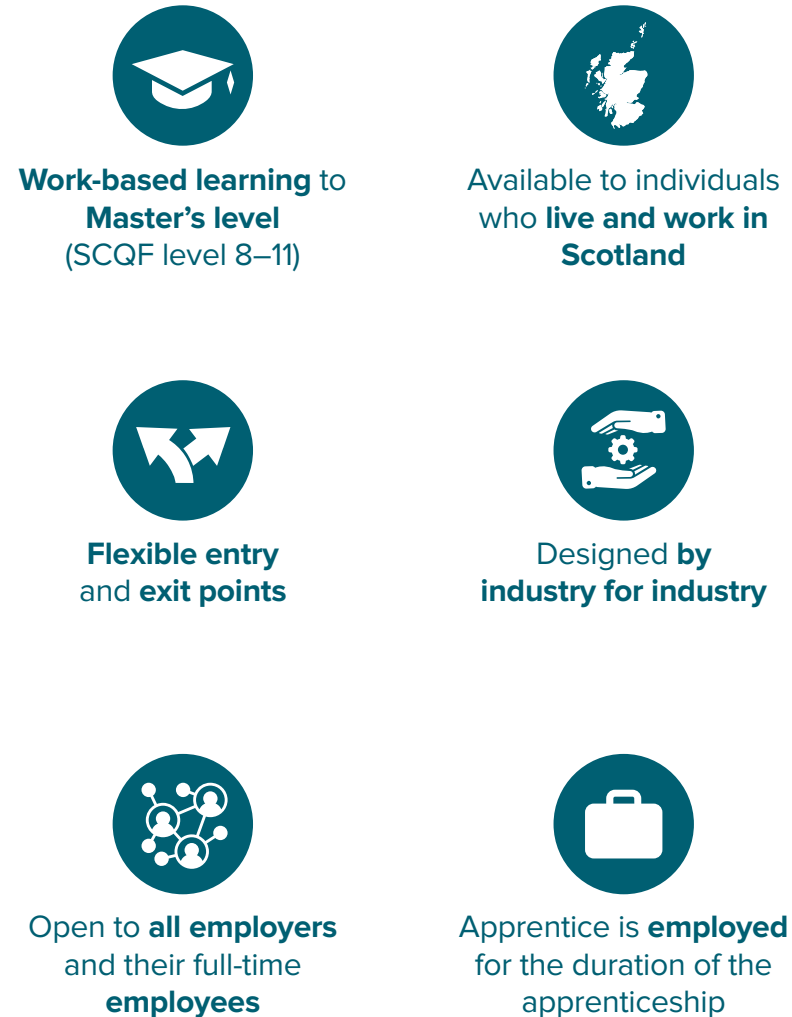 Work-based learning to
Master’s level
(SCQF level 8–11)
Available to individuals
who live and work in
Scotland
Flexible entry
and exit points
Designed by
industry for industry
Open to all employers
and their full-time
employees
Apprentice is employed
for the duration of the
apprenticeship